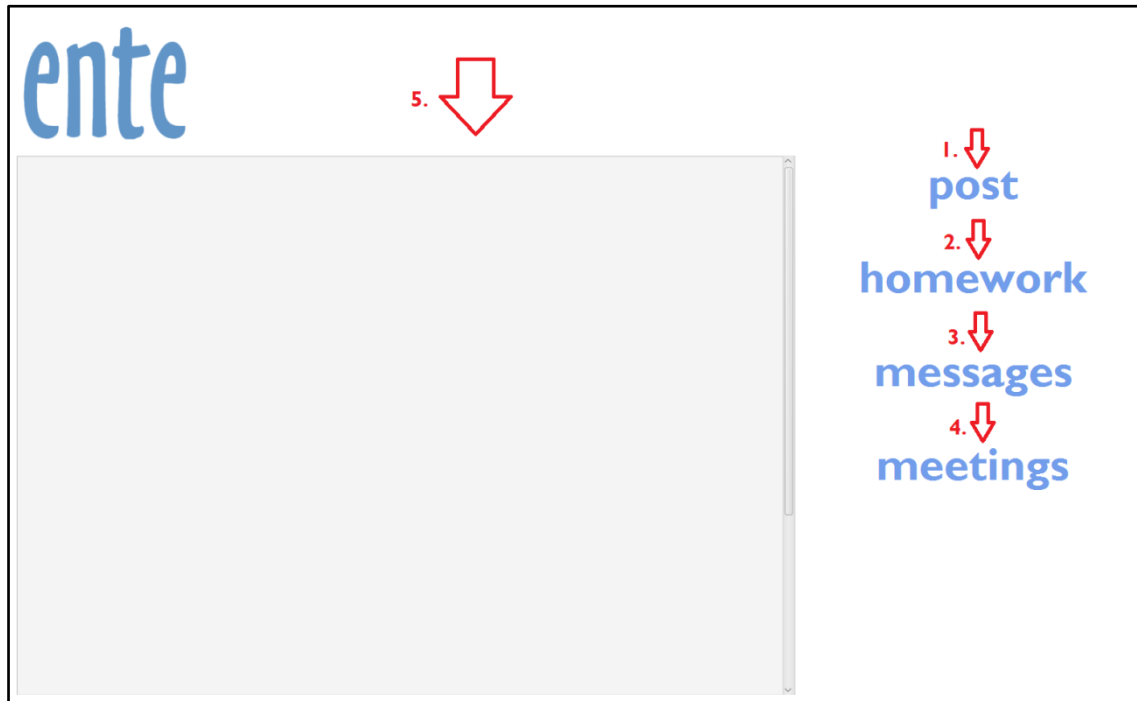 ente
5.
1.
post
2.
homework
3.
messages
4.
meetings